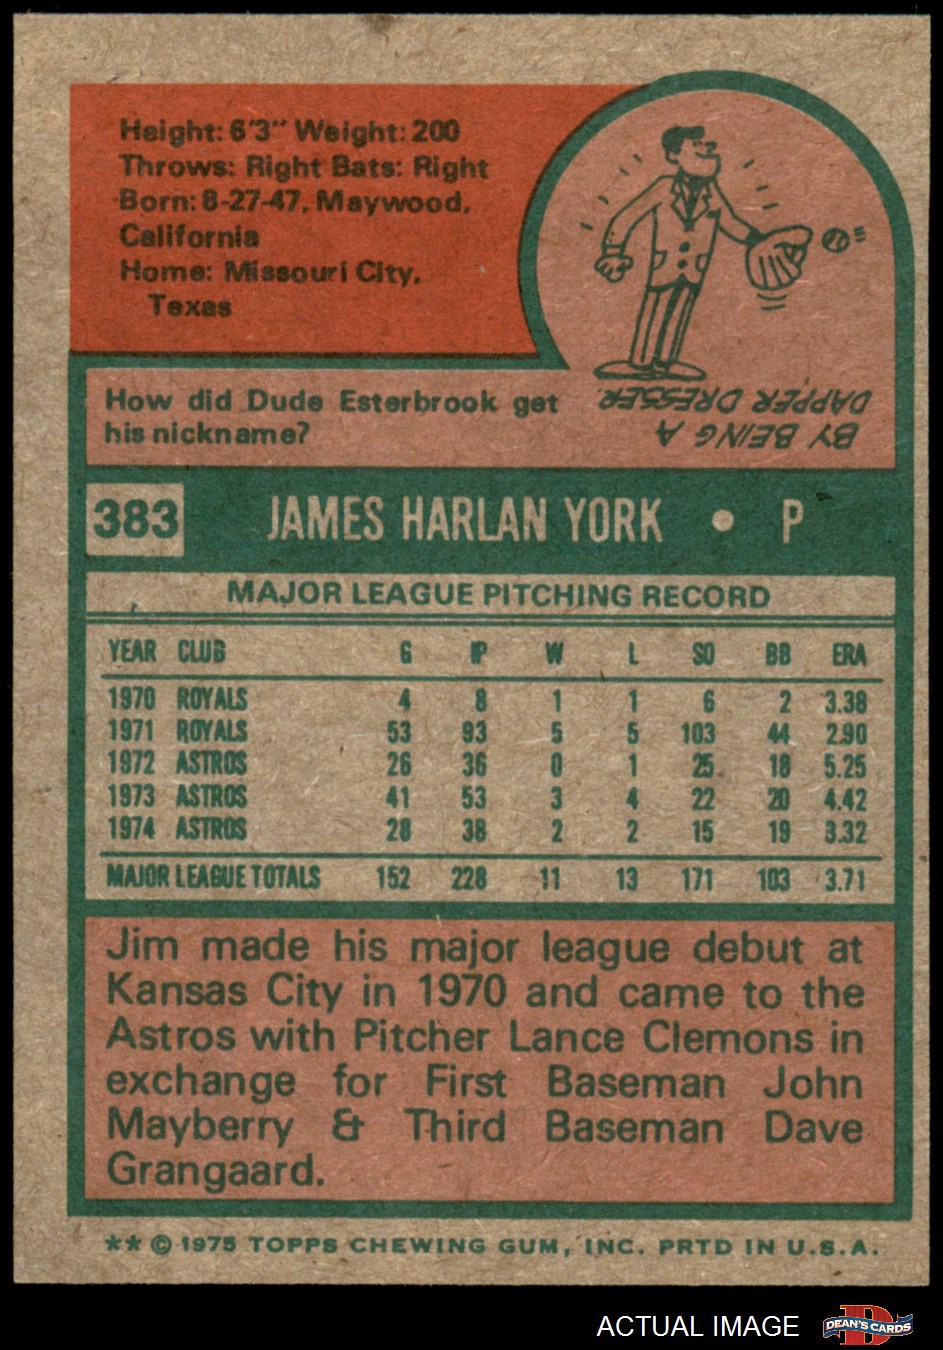 Height: 6'3" Weight: 200
Throws: Right Bats: Right
Born: 8-27-47, Maywood,
California
Home: Missouri City,
Texas
How did Dude Esterbrook get
his nickname?
BY BEING A
DAPPER DRESSER
383 JAMES HARLAN YORK • P
MAJOR LEAGUE PITCHING RECORD
YEAR CLUB G IP W L SO BB ERA
1970 ROYALS 4 8 1 1 6 2 3.38
1971 ROYALS 53 93 5 5 103 44 2.90
1972 ASTROS 26 36 0 1 25 18 5.25
1973 ASTROS 41 53 3 4 22 20 4.42
1974 ASTROS 28 38 2 2 15 19 3.32
MAJOR LEAGUE TOTALS 152 228 11 13 171 103 3.71
Jim made his major league debut at
Kansas City in 1970 and came to the
Astros with Pitcher Lance Clemons in
exchange for First Baseman John
Mayberry & Third Baseman Dave
Grangaard.
** © 1975 TOPPS CHEWING GUM, INC. PRTD IN U.S.A.
ACTUAL IMAGE DEAN'S CARDS